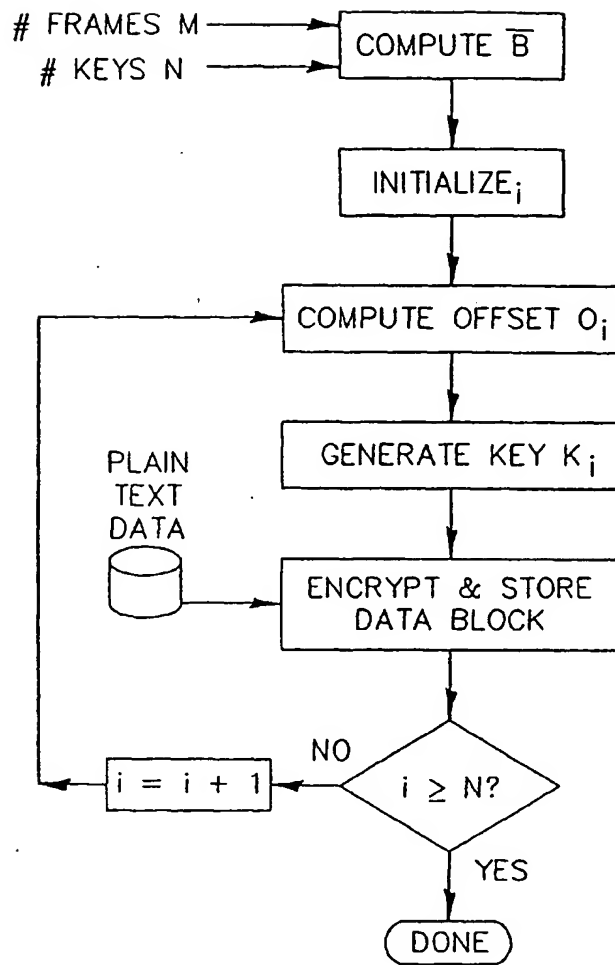 # FRAMES M
# KEYS N
COMPUTE B̅
INITIALIZE i
COMPUTE OFFSET O i
GENERATE KEY K i
PLAIN
TEXT
DATA
ENCRYPT & STORE
DATA BLOCK
NO
i = i + 1
i ≥ N?
YES
DONE